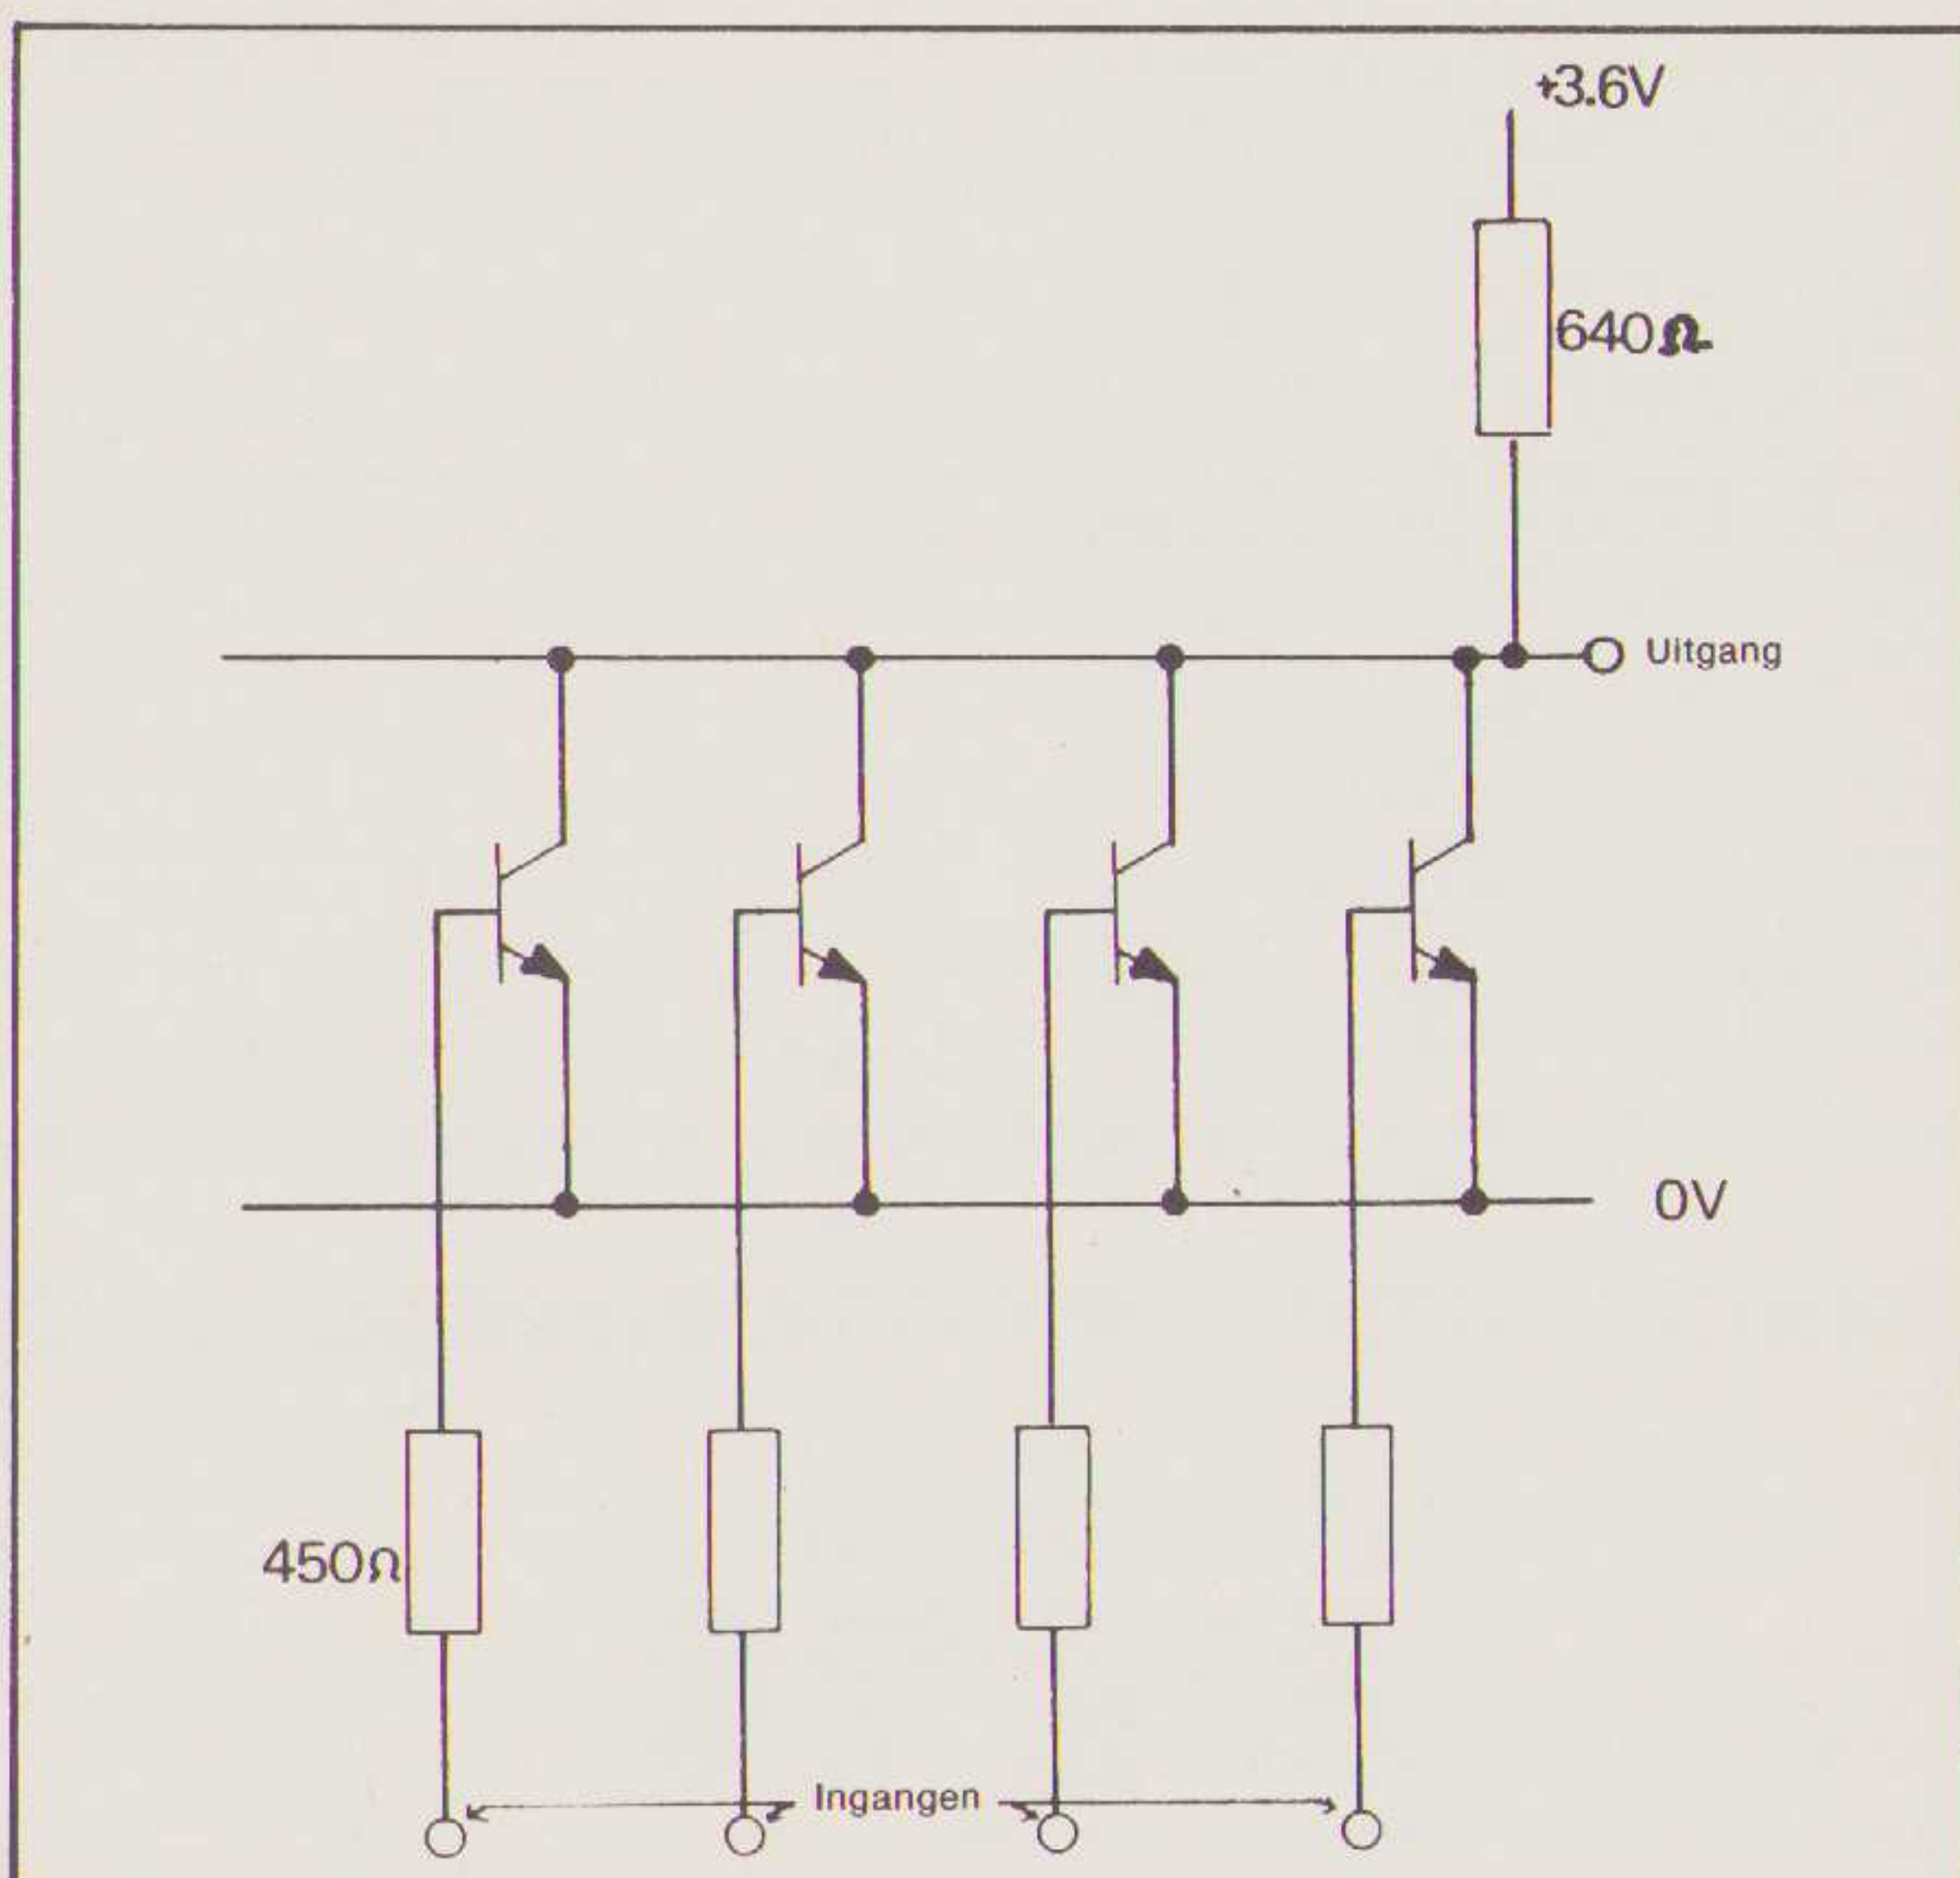 +3.6V
640Ω
Uitgang
0V
450Ω
Ingangen